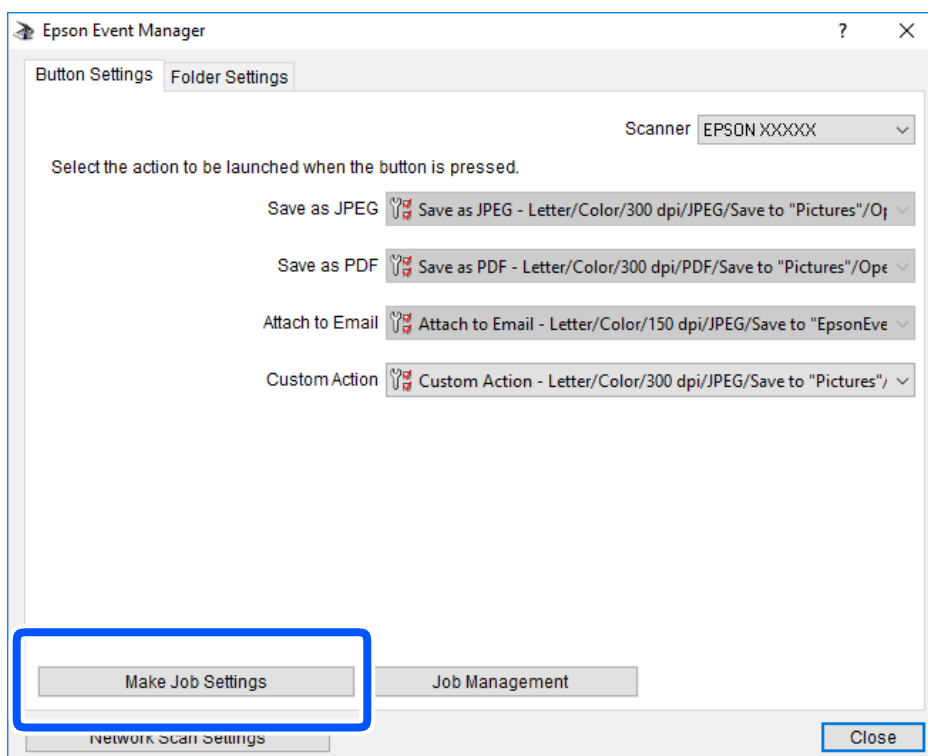 Epson Event Manager
Button Settings
Folder Settings
Scanner EPSON XXXXX
Select the action to be launched when the button is pressed.
Save as JPEG Save as JPEG - Letter/Color/300 dpi/JPEG/Save to "Pictures"/Op
Save as PDF Save as PDF - Letter/Color/300 dpi/PDF/Save to "Pictures"/Ope
Attach to Email Attach to Email - Letter/Color/150 dpi/JPEG/Save to "EpsonEve
Custom Action Custom Action - Letter/Color/300 dpi/JPEG/Save to "Pictures"/
Make Job Settings
Job Management
Network Scan Settings
Close